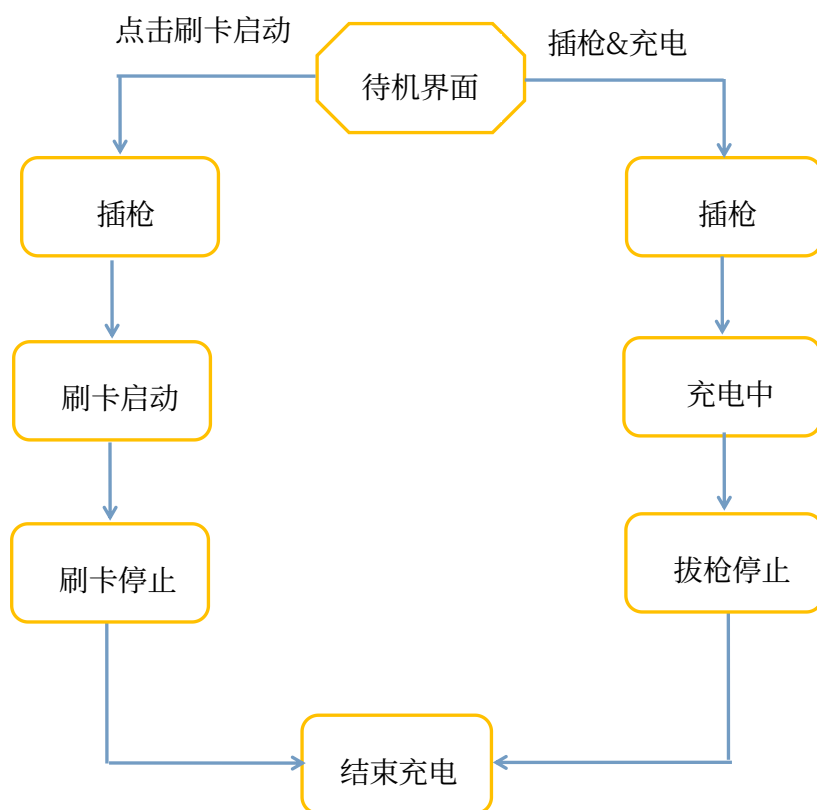 点击刷卡启动
插枪&充电
待机界面
插枪
插枪
刷卡启动
充电中
刷卡停止
拔枪停止
结束充电